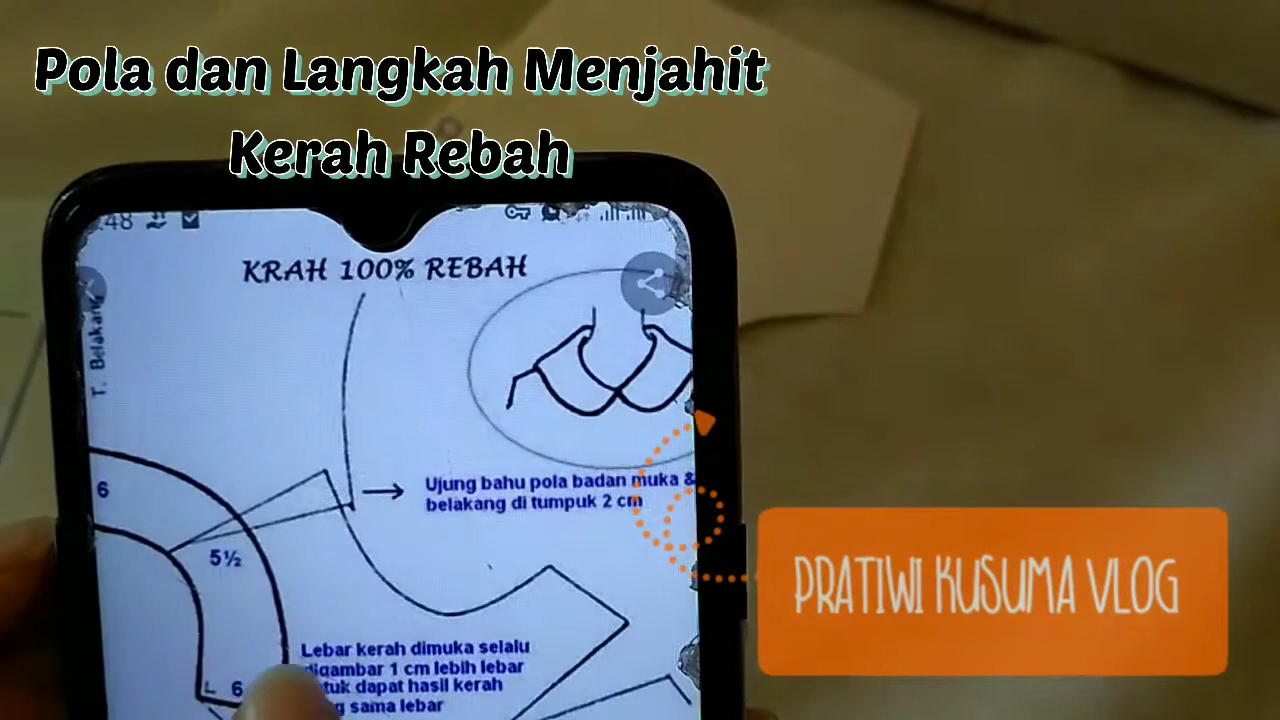 Pola dan Langkah Menjahit
Kerah Rebah
:48
KRAH 100% REBAH
T. Belakang
6
Ujung bahu pola badan muka &
belakang di tumpuk 2 cm
5½
PRATIWI KUSUMA VLOG
Lebar kerah dimuka selalu
digambar 1 cm lebih lebar
dapat hasil kerah
6
sama lebar